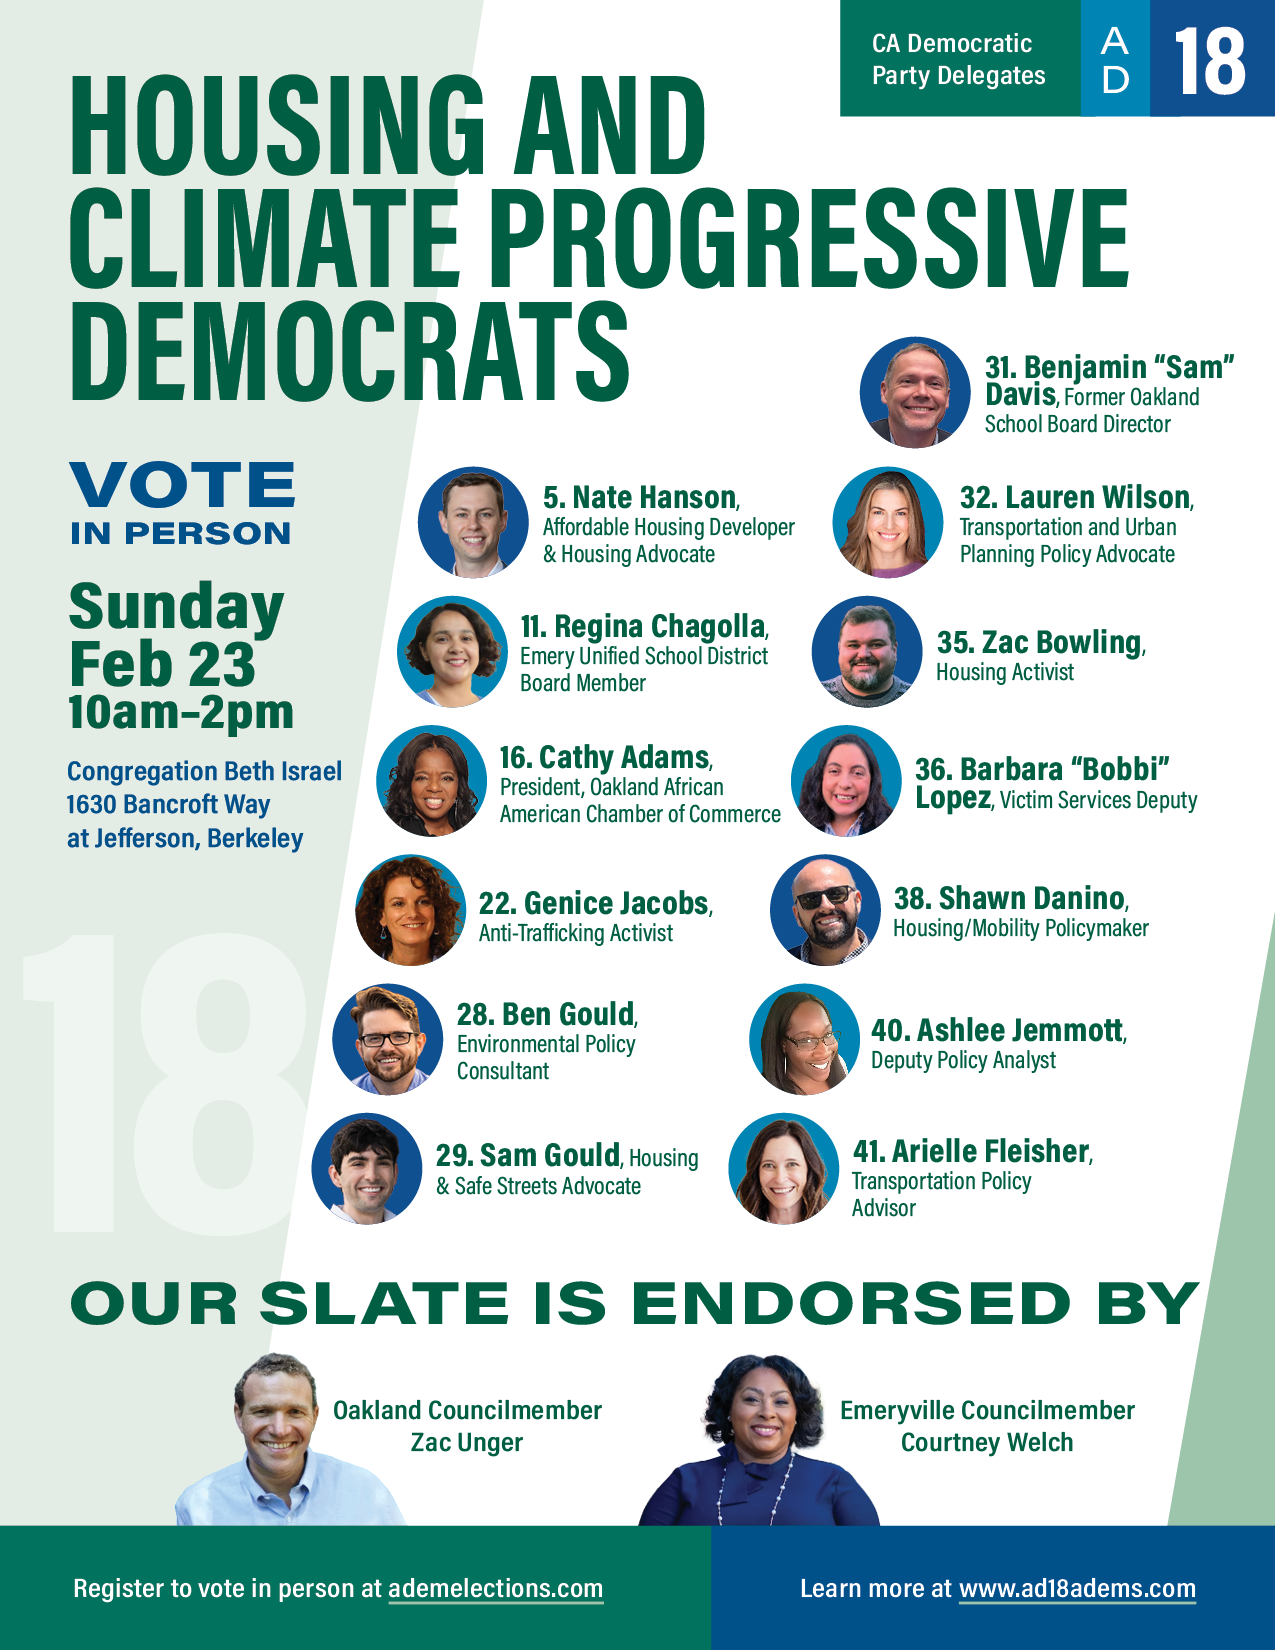 CA Democratic
Party Delegates
A
D
18
HOUSING AND
CLIMATE PROGRESSIVE
DEMOCRATS
VOTE
IN PERSON
Sunday
Feb 23
10am–2pm
Congregation Beth Israel
1630 Bancroft Way
at Jefferson, Berkeley
18
5. Nate Hanson,
Affordable Housing Developer
& Housing Advocate
11. Regina Chagolla,
Emery Unified School District
Board Member
16. Cathy Adams,
President, Oakland African
American Chamber of Commerce
22. Genice Jacobs,
Anti-Trafficking Activist
28. Ben Gould,
Environmental Policy
Consultant
29. Sam Gould, Housing
& Safe Streets Advocate
31. Benjamin “Sam”
Davis, Former Oakland
School Board Director
32. Lauren Wilson,
Transportation and Urban
Planning Policy Advocate
35. Zac Bowling,
Housing Activist
36. Barbara “Bobbi”
Lopez, Victim Services Deputy
38. Shawn Danino,
Housing/Mobility Policymaker
40. Ashlee Jemmott,
Deputy Policy Analyst
41. Arielle Fleisher,
Transportation Policy
Advisor
OUR SLATE IS ENDORSED BY
Oakland Councilmember
Zac Unger
Emeryville Councilmember
Courtney Welch
Register to vote in person at ademelections.com
Learn more at www.ad18adems.com